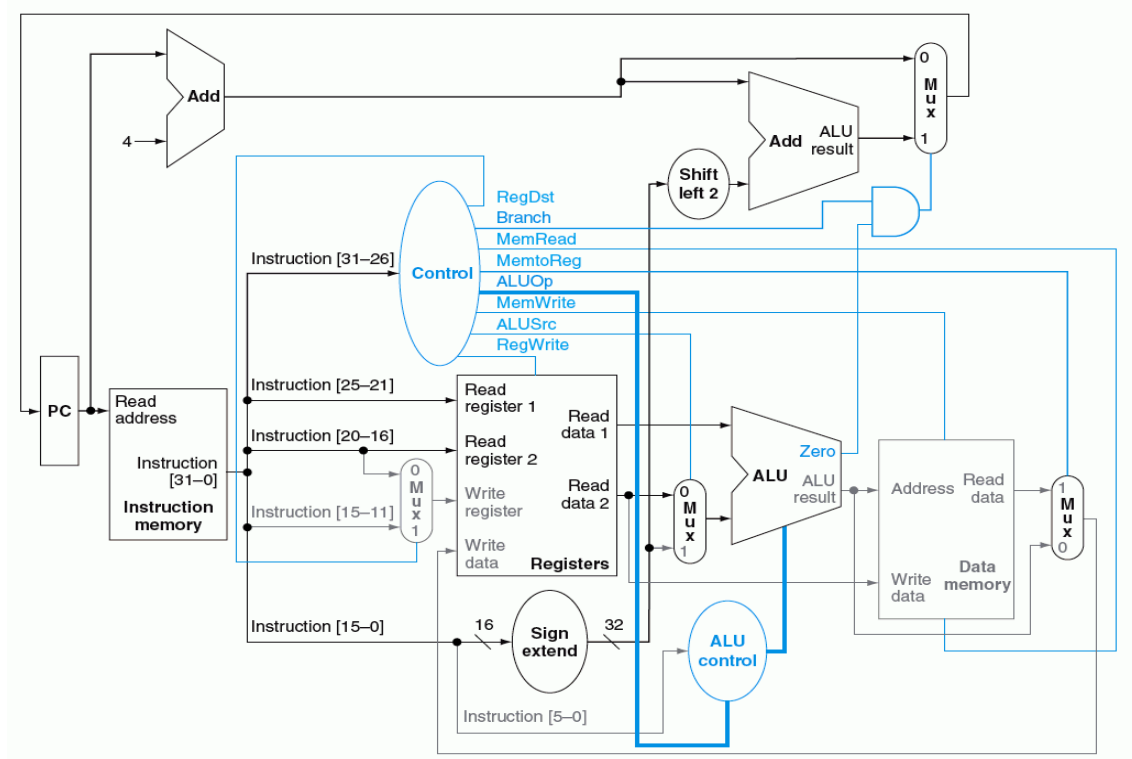 Add
4
Add
ALU
result
0
M
u
x
1
Shift
left 2
RegDst
Branch
MemRead
MemtoReg
ALUOp
MemWrite
ALUSrc
RegWrite
Control
Instruction [31–26]
Instruction [25–21]
Instruction [20–16]
Instruction [15–11]
Instruction [15–0]
Instruction [5–0]
PC
Read
address
Instruction
[31–0]
Instruction
memory
0
M
u
x
1
Read
register 1
Read
register 2
Write
register
Write
data
Read
data 1
Read
data 2
Registers
0
M
u
x
1
Zero
ALU
ALU
result
Address
Read
data
Write
data
Data
memory
1
M
u
x
0
16
Sign
extend
32
ALU
control